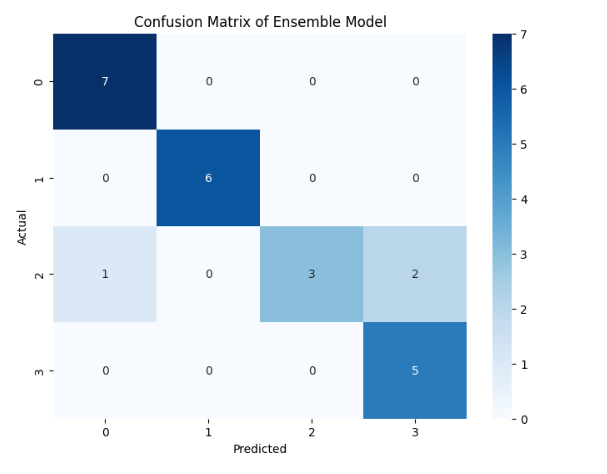 Confusion Matrix of Ensemble Model
7 0 0 0
0 6 0 0
1 0 3 2
0 0 0 5
0
1
2
3
Actual
0 1 2 3
Predicted
7
6
5
4
3
2
1
0